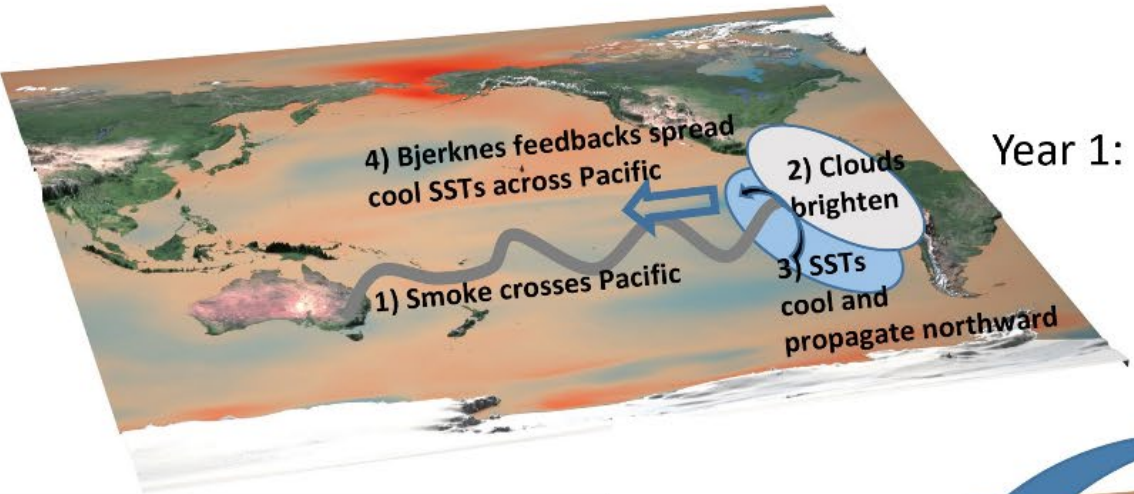 4) Bjerknes feedbacks spread
cool SSTs across Pacific
Year 1:
2) Clouds
brighten
1) Smoke crosses Pacific
3) SSTs
cool and
propagate northward